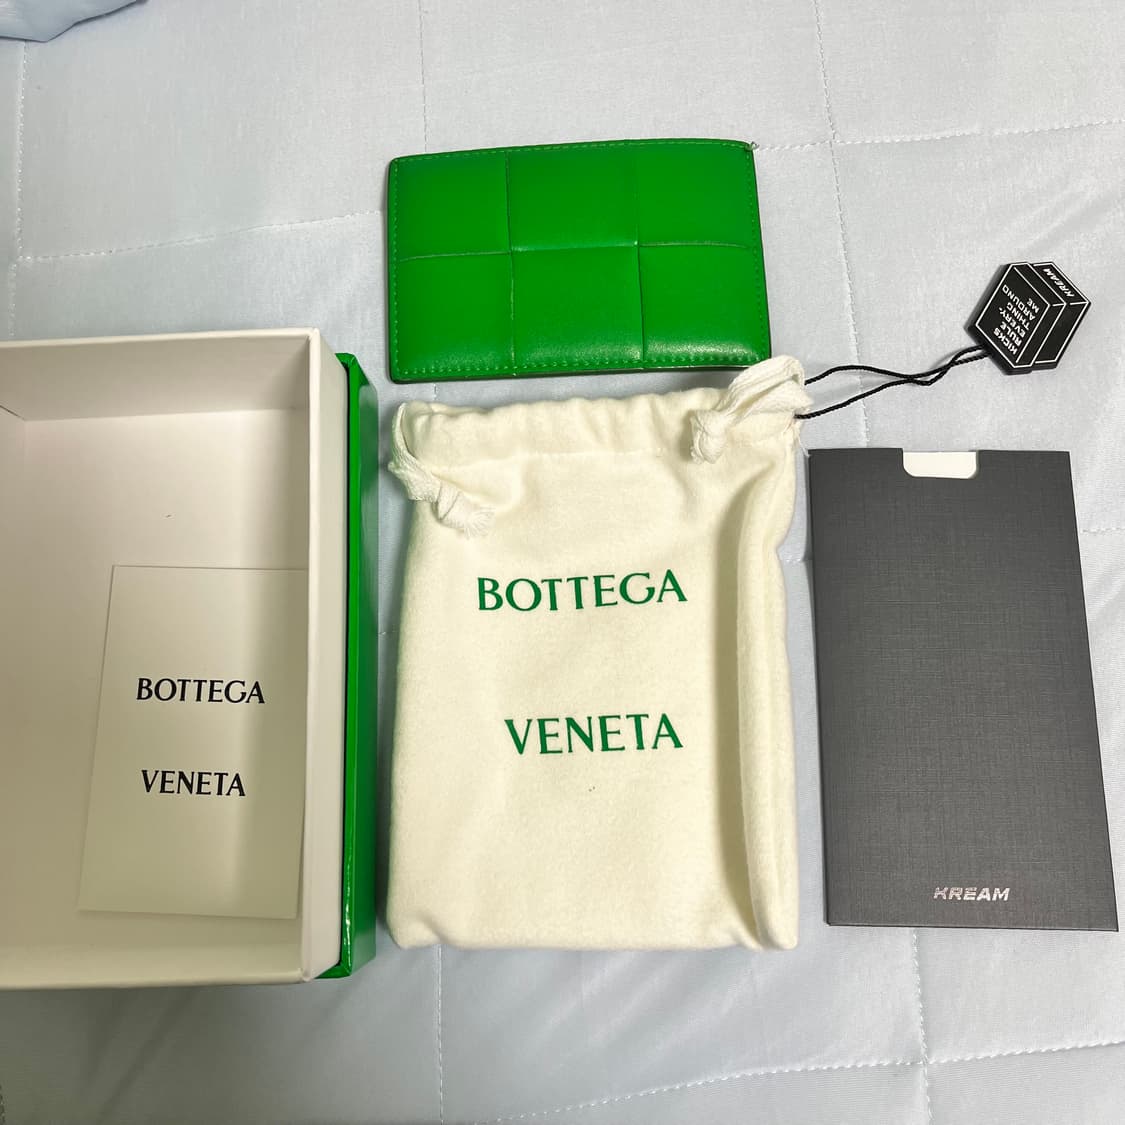 KREAM
KICKS
RULE
EVERY-
THING
AROUND
ME
BOTTEGA
VENETA
BOTTEGA
VENETA
KREAM